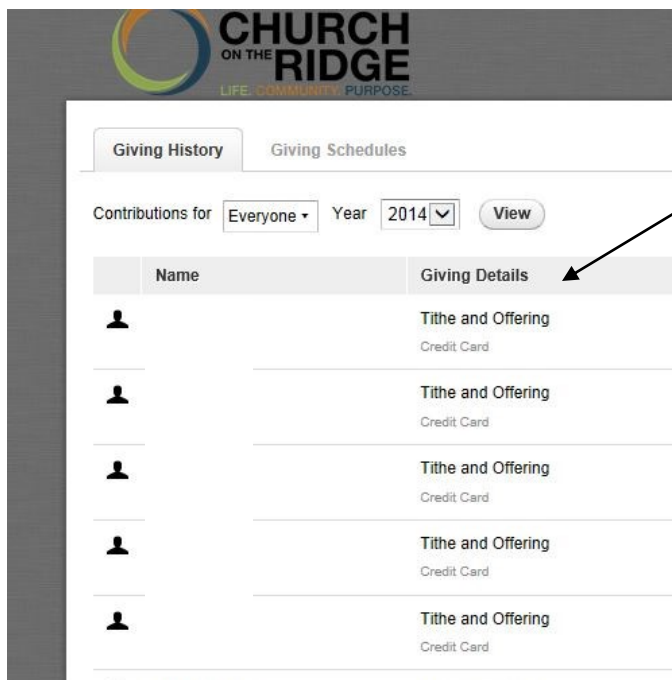 CHURCH
ON THE RIDGE
LIFE. COMMUNITY. PURPOSE.
Giving History Giving Schedules
Contributions for Everyone Year 2014 View
Name Giving Details
Tithe and Offering
Credit Card
Tithe and Offering
Credit Card
Tithe and Offering
Credit Card
Tithe and Offering
Credit Card
Tithe and Offering
Credit Card